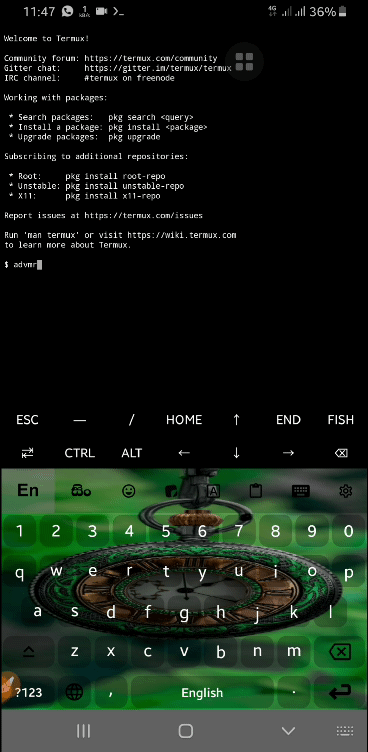 11:47 1 KB/s >_ 4G 36%
Welcome to Termux!
Community forum: https://termux.com/community
Gitter chat: https://gitter.im/termux/termux
IRC channel: #termux on freenode
Working with packages:
* Search packages: pkg search <query>
* Install a package: pkg install <package>
* Upgrade packages: pkg upgrade
Subscribing to additional repositories:
* Root: pkg install root-repo
* Unstable: pkg install unstable-repo
* X11: pkg install x11-repo
Report issues at https://termux.com/issues
Run 'man termux' or visit https://wiki.termux.com
to learn more about Termux.
$ advmr
ESC — / HOME ↑ END FISH
CTRL ALT ← ↓ →
En
1 2 3 4 5 6 7 8 9 0
q w e r t y u i o p
a s d f g h j k l
z x c v b n m
?123 , English .